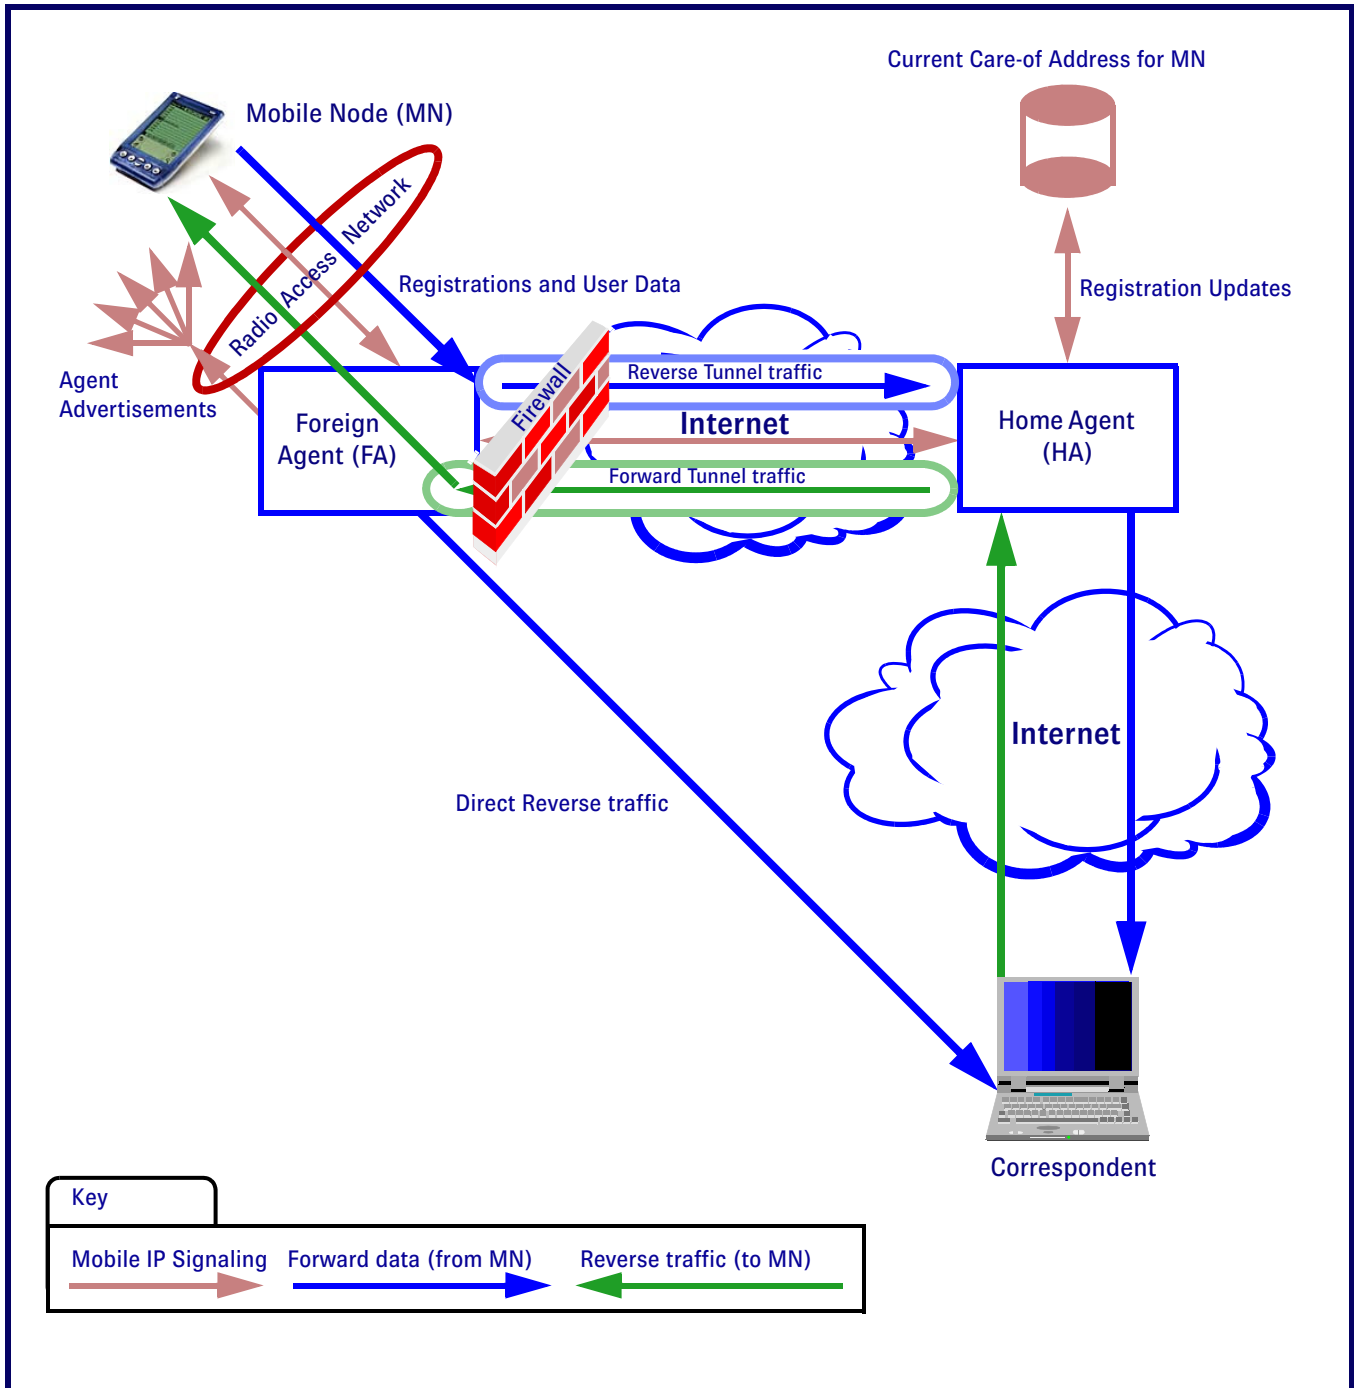 Current Care-of Address for MN
Mobile Node (MN)
Radio Access Network
Registrations and User Data
Registration Updates
Agent
Advertisements
Firewall
Reverse Tunnel traffic
Foreign
Agent (FA)
Internet
Home Agent
(HA)
Forward Tunnel traffic
Internet
Direct Reverse traffic
Correspondent
Key
Mobile IP Signaling
Forward data (from MN)
Reverse traffic (to MN)